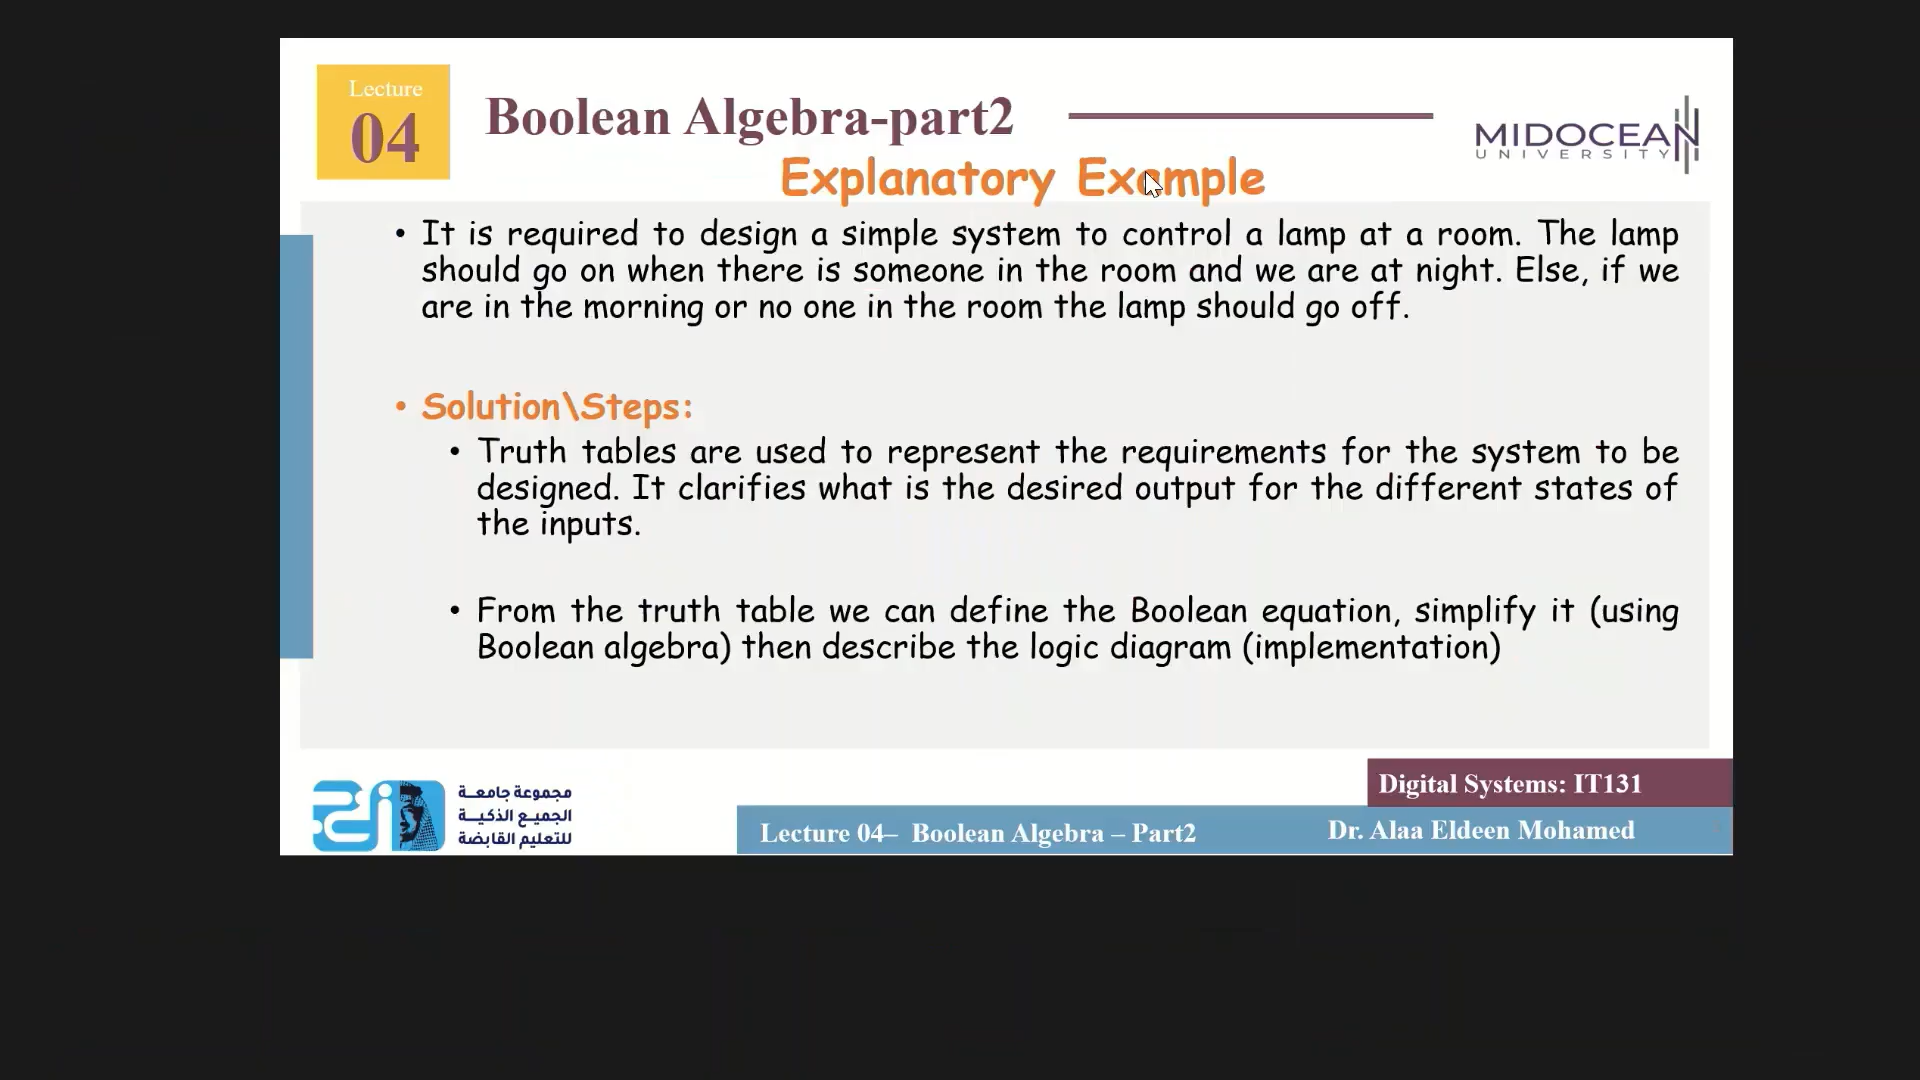 Lecture
04
Boolean Algebra-part2
MIDOCEAN
UNIVERSITY
Explanatory Example
• It is required to design a simple system to control a lamp at a room. The lamp
should go on when there is someone in the room and we are at night. Else, if we
are in the morning or no one in the room the lamp should go off.
• Solution\Steps:
• Truth tables are used to represent the requirements for the system to be
designed. It clarifies what is the desired output for the different states of
the inputs.
• From the truth table we can define the Boolean equation, simplify it (using
Boolean algebra) then describe the logic diagram (implementation)
مجموعة جامعة
الجميع الذكية
للتعليم القابضة
Digital Systems: IT131
Lecture 04– Boolean Algebra – Part2
Dr. Alaa Eldeen Mohamed